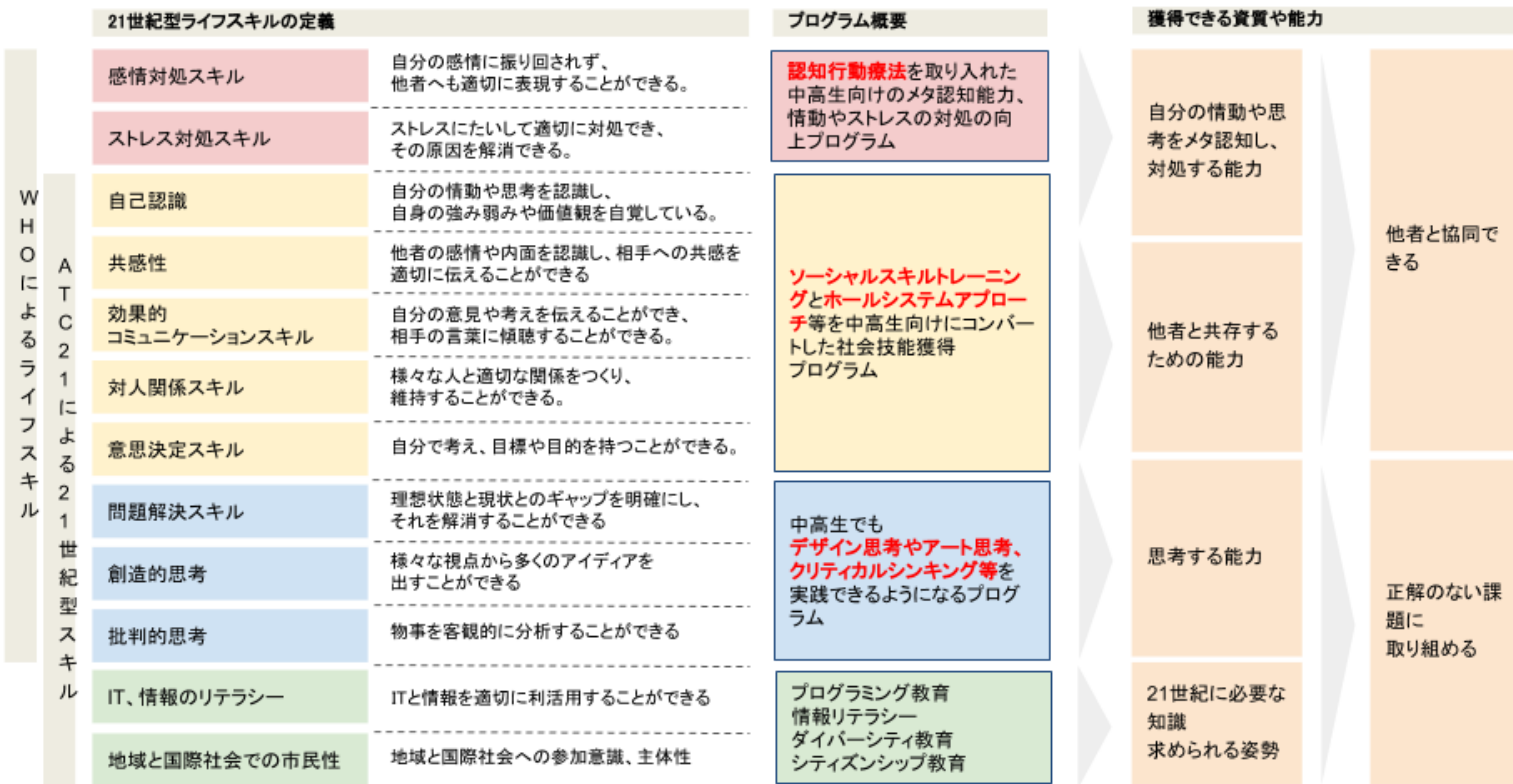 21世紀型ライフスキルの定義
プログラム概要
獲得できる資質や能力
WHOによるライフスキル
ATC21による21世紀型スキル
感情対処スキル
自分の感情に振り回されず、
他者へも適切に表現することができる。
ストレス対処スキル
ストレスにたいして適切に対処でき、
その原因を解消できる。
自己認識
自分の情動や思考を認識し、
自身の強み弱みや価値観を自覚している。
共感性
他者の感情や内面を認識し、相手への共感を
適切に伝えることができる
効果的
コミュニケーションスキル
自分の意見や考えを伝えることができ、
相手の言葉に傾聴することができる。
対人関係スキル
様々な人と適切な関係をつくり、
維持することができる。
意思決定スキル
自分で考え、目標や目的を持つことができる。
問題解決スキル
理想状態と現状とのギャップを明確にし、
それを解消することができる
創造的思考
様々な視点から多くのアイディアを
出すことができる
批判的思考
物事を客観的に分析することができる
IT、情報のリテラシー
ITと情報を適切に利活用することができる
地域と国際社会での市民性
地域と国際社会への参加意識、主体性
認知行動療法を取り入れた
中高生向けのメタ認知能力、
情動やストレスの対処の向
上プログラム
ソーシャルスキルトレーニン
グとホールシステムアプロー
チ等を中高生向けにコンバー
トした社会技能獲得
プログラム
中高生でも
デザイン思考やアート思考、
クリティカルシンキング等を
実践できるようになるプログ
ラム
プログラミング教育
情報リテラシー
ダイバーシティ教育
シティズンシップ教育
自分の情動や思
考をメタ認知し、
対処する能力
他者と共存する
ための能力
思考する能力
21世紀に必要な
知識
求められる姿勢
他者と協同で
きる
正解のない課
題に
取り組める